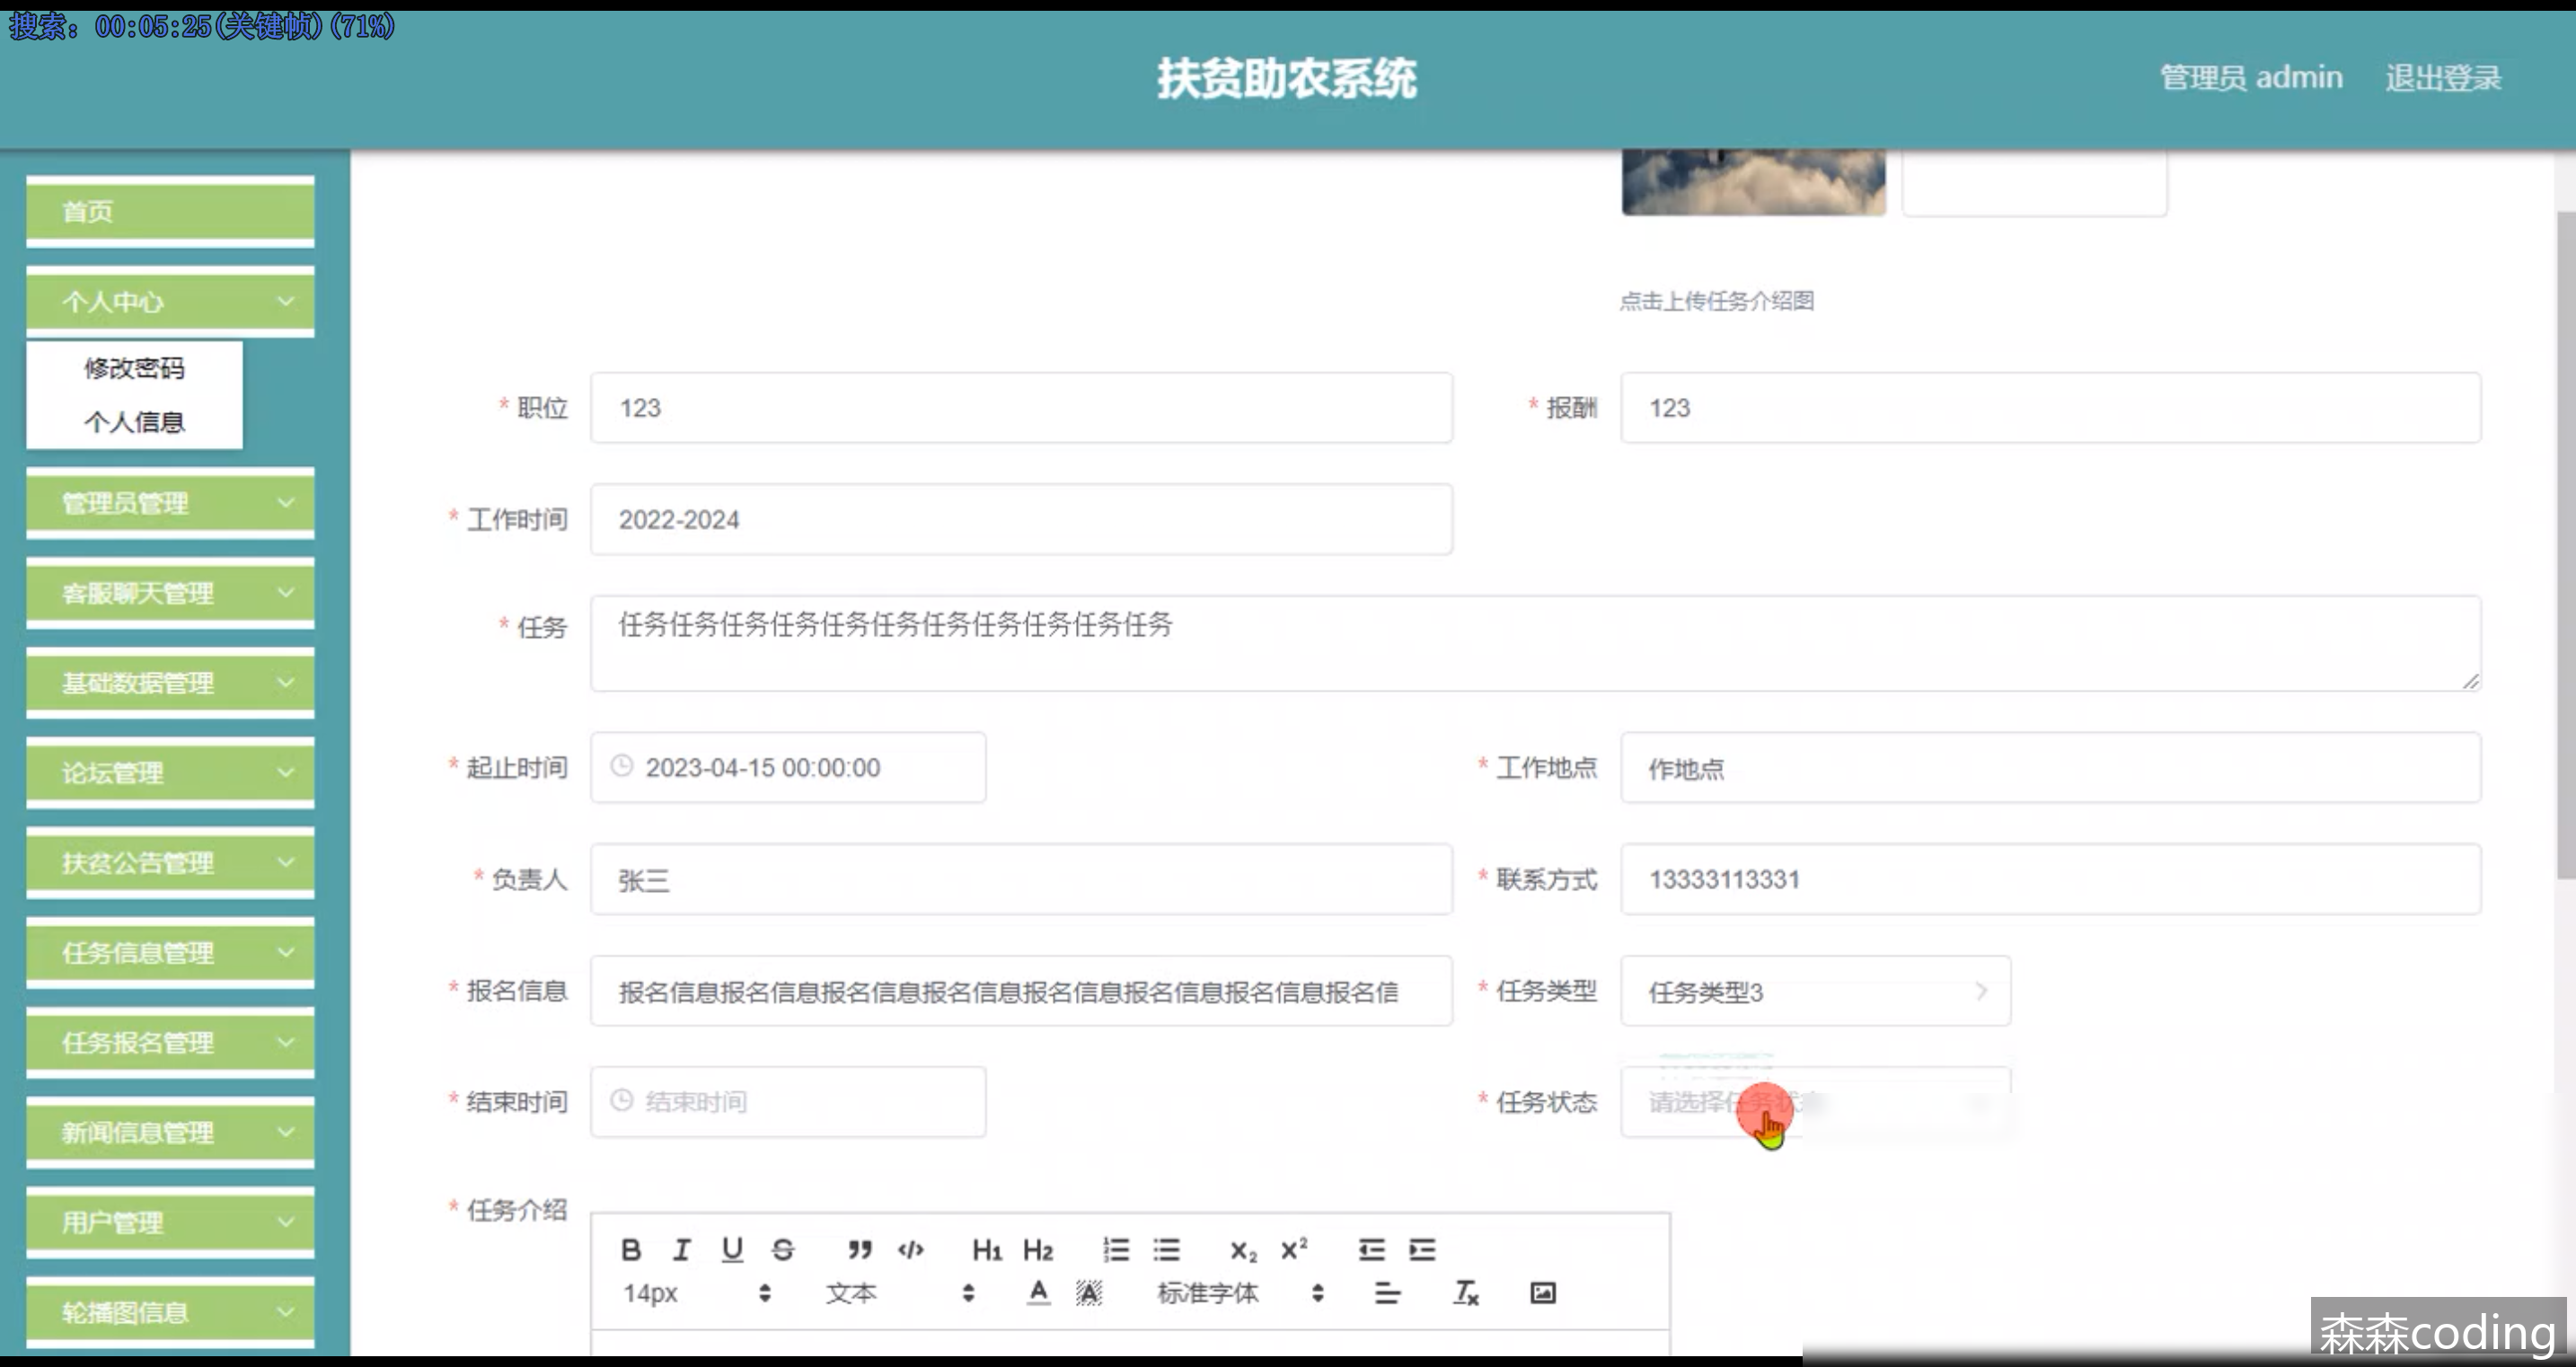 搜索: 00:05:25(关键帧)(71%)
扶贫助农系统
管理员 admin
退出登录
首页
个人中心
修改密码
个人信息
管理员管理
客服聊天管理
基础数据管理
论坛管理
扶贫公告管理
任务信息管理
任务报名管理
新闻信息管理
用户管理
轮播图信息
点击上传任务介绍图
* 职位 123
* 报酬 123
* 工作时间 2022-2024
* 任务 任务任务任务任务任务任务任务任务任务任务任务
* 起止时间 2023-04-15 00:00:00
* 工作地点 作地点
* 负责人 张三
* 联系方式 13333113331
* 报名信息 报名信息报名信息报名信息报名信息报名信息报名信息报名信息报名信
* 任务类型 任务类型3
* 结束时间 结束时间
* 任务状态 请选择任务状
* 任务介绍
B I U S ” </> H1 H2 x₂ x²
14px 文本 A A 标准字体 Tx
森森coding